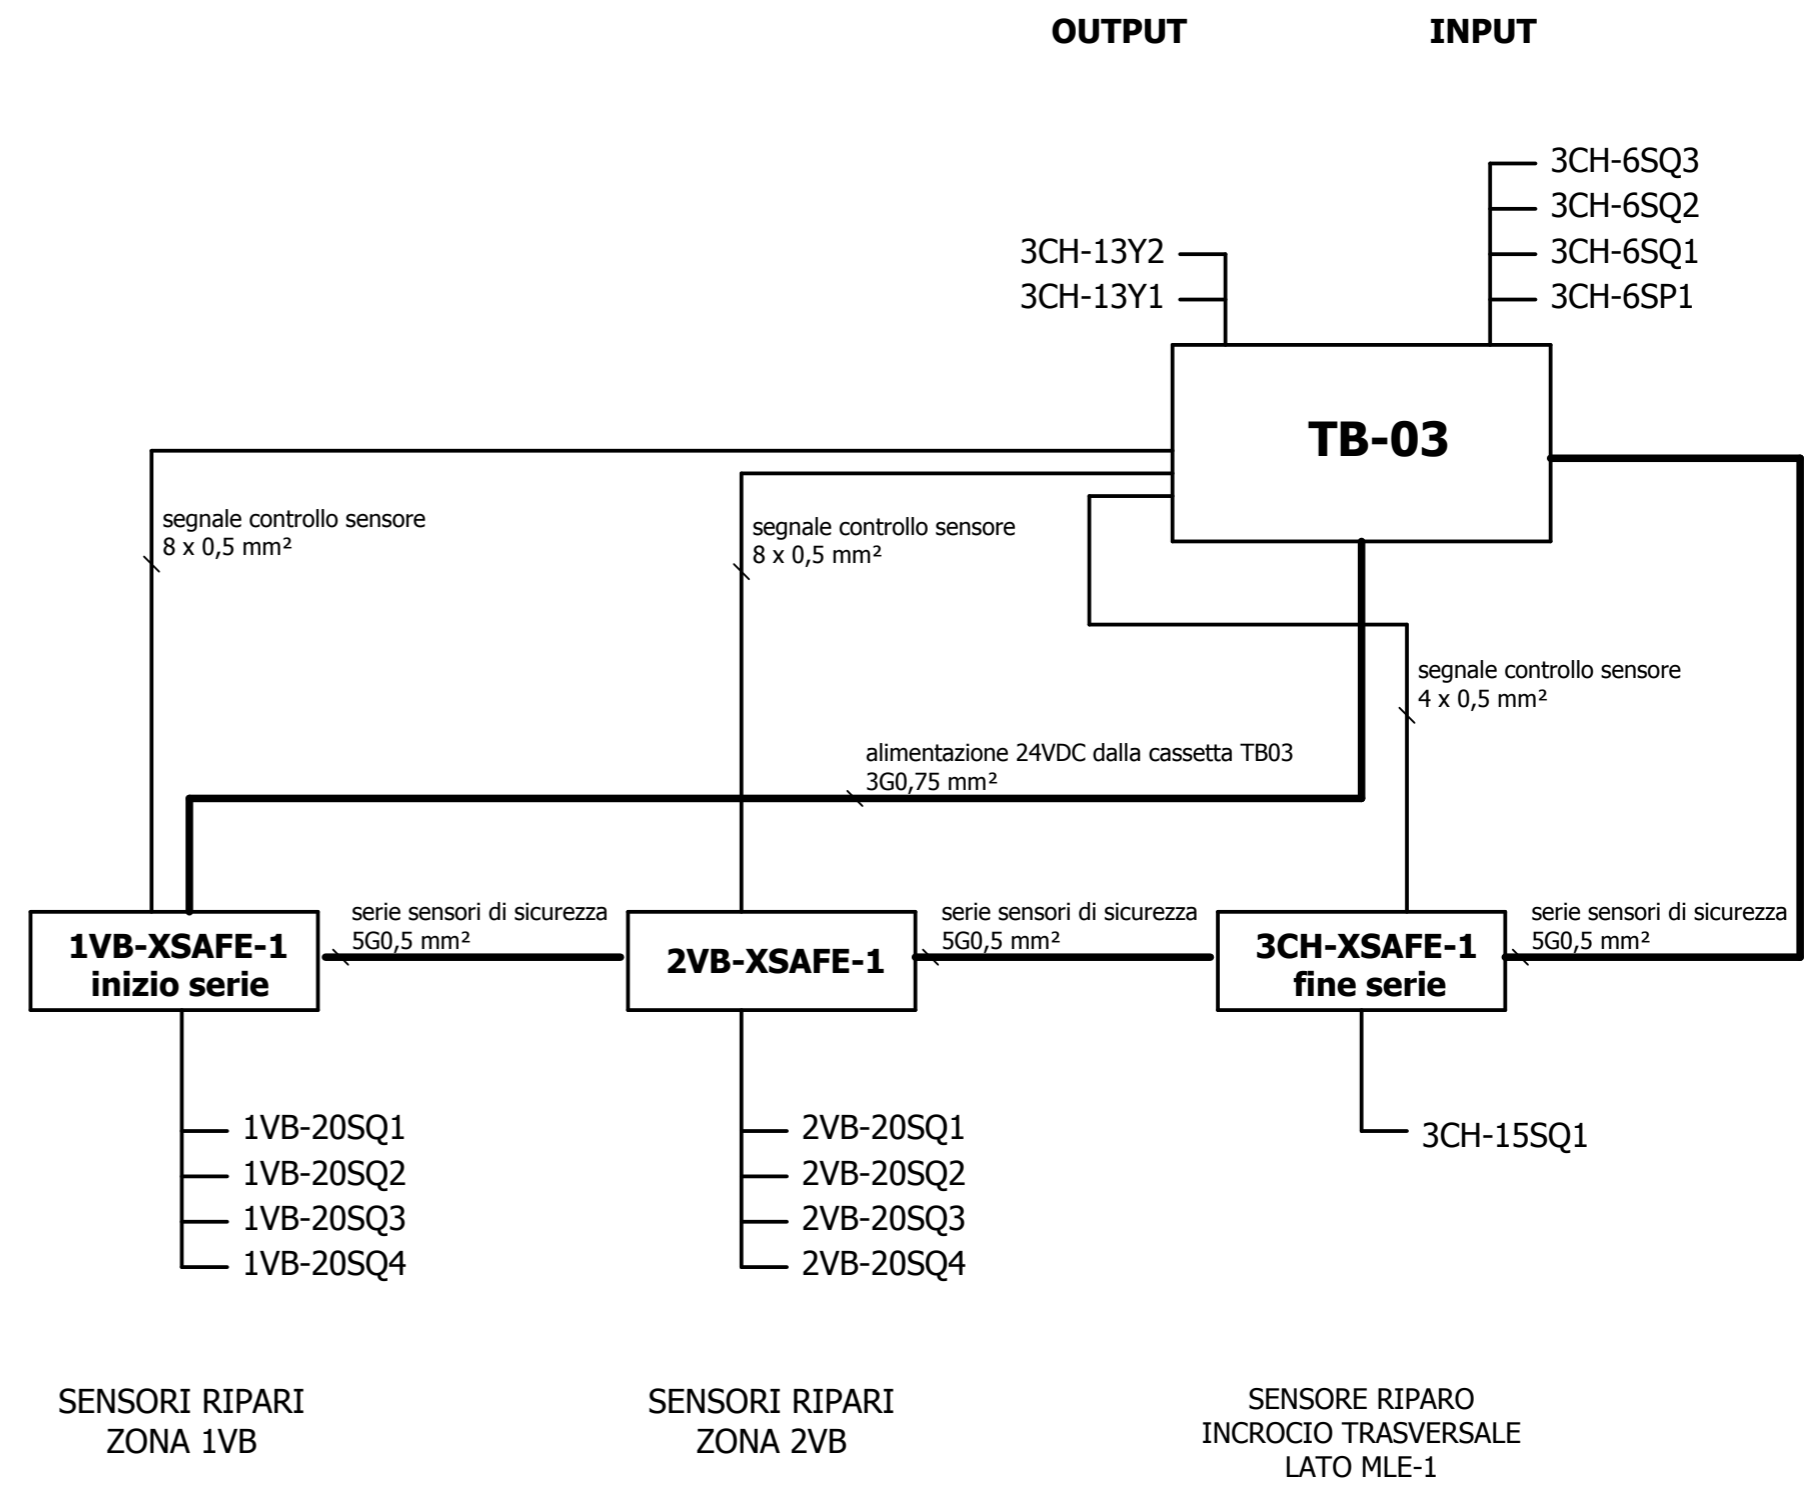 OUTPUT
INPUT
3CH-6SQ3
3CH-6SQ2
3CH-13Y2
3CH-6SQ1
3CH-13Y1
3CH-6SP1
TB-03
segnale controllo sensore
8 x 0,5 mm²
segnale controllo sensore
8 x 0,5 mm²
segnale controllo sensore
4 x 0,5 mm²
alimentazione 24VDC dalla cassetta TB03
3G0,75 mm²
1VB-XSAFE-1
inizio serie
serie sensori di sicurezza
5G0,5 mm²
2VB-XSAFE-1
serie sensori di sicurezza
5G0,5 mm²
3CH-XSAFE-1
fine serie
serie sensori di sicurezza
5G0,5 mm²
1VB-20SQ1
1VB-20SQ2
1VB-20SQ3
1VB-20SQ4
2VB-20SQ1
2VB-20SQ2
2VB-20SQ3
2VB-20SQ4
3CH-15SQ1
SENSORI RIPARI
ZONA 1VB
SENSORI RIPARI
ZONA 2VB
SENSORE RIPARO
INCROCIO TRASVERSALE
LATO MLE-1